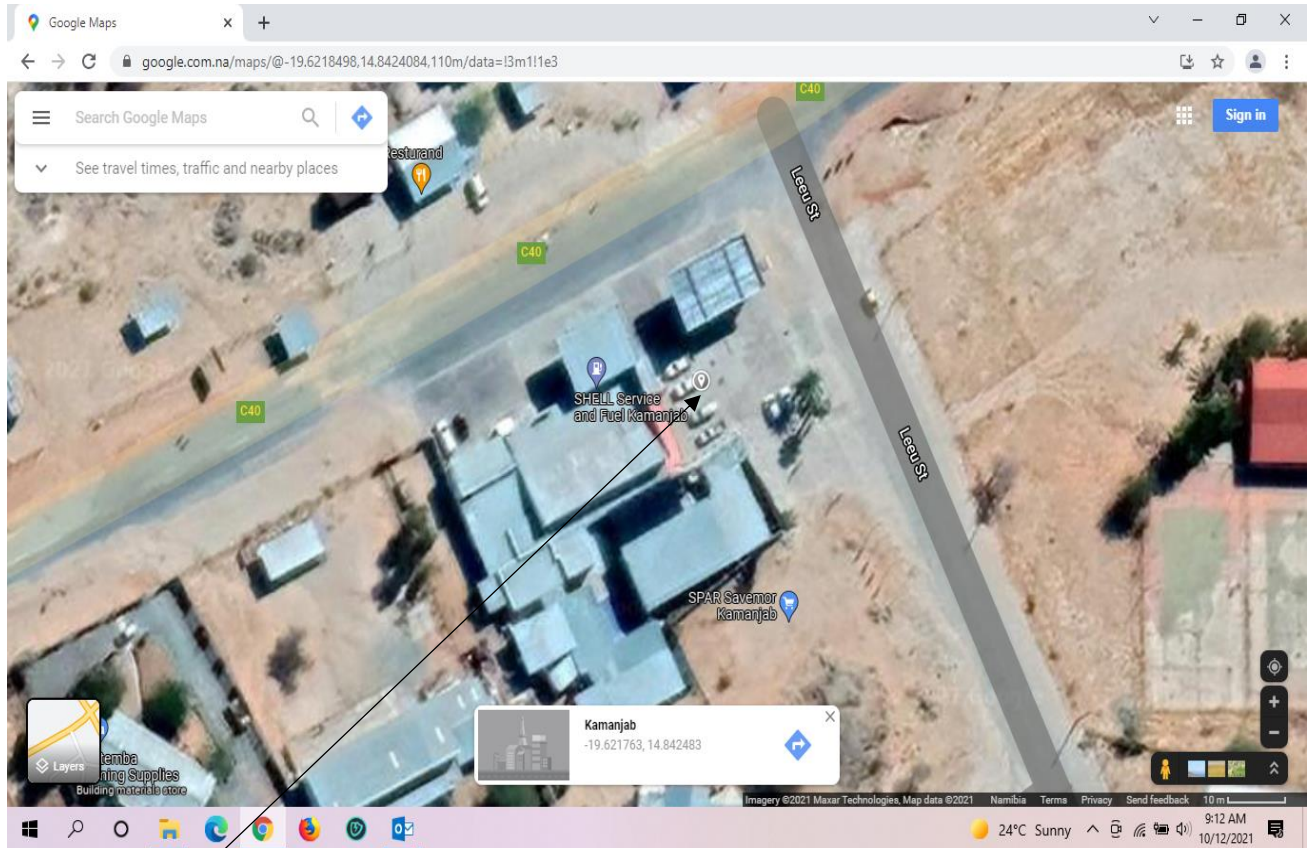 Google Maps
google.com.na/maps/@-19.6218498,14.8424084,110m/data=!3m1!1e3
Search Google Maps
See travel times, traffic and nearby places
Sign in
C40
Leeu St
C40
C40
SHELL Service
and Fuel Kamanjab
Leeu St
SPAR Savemor
Kamanjab
Kamanjab
-19.621763, 14.842483
Layers
Building materials store
Imagery ©2021 Maxar Technologies, Map data ©2021 Namibia Terms Privacy Send feedback 10 m
24°C Sunny
9:12 AM
10/12/2021